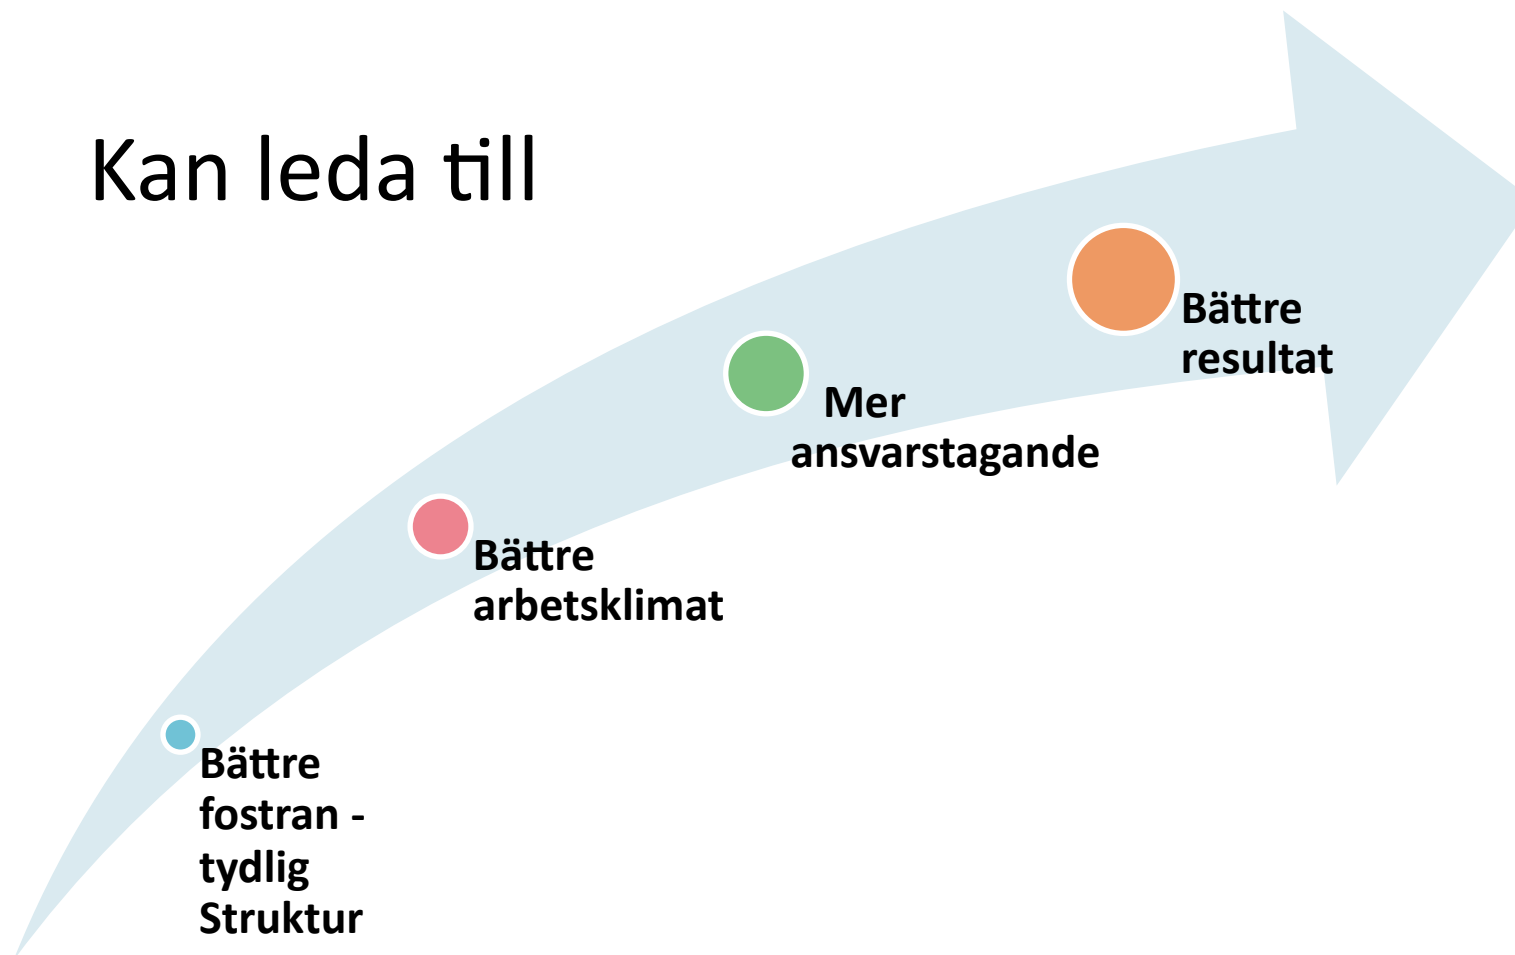 Kan leda till
Bättre
resultat
Mer
ansvarstagande
Bättre
arbetsklimat
Bättre
fostran -
tydlig
Struktur